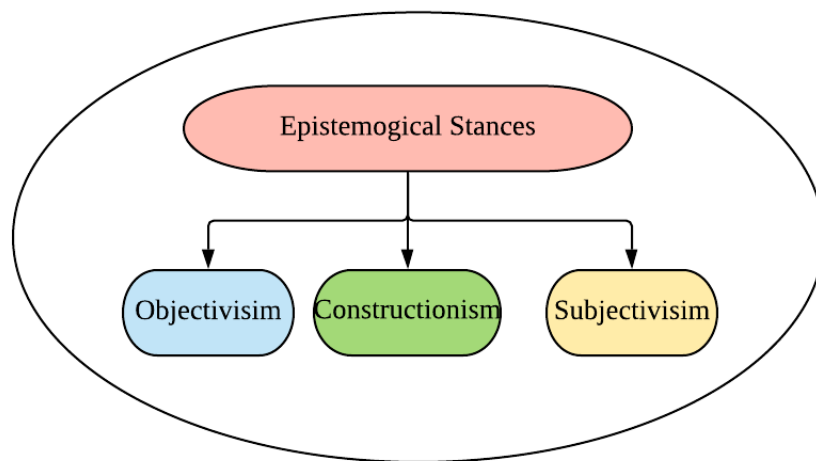 Epistemogical Stances
Objectivisim
Constructionism
Subjectivisim